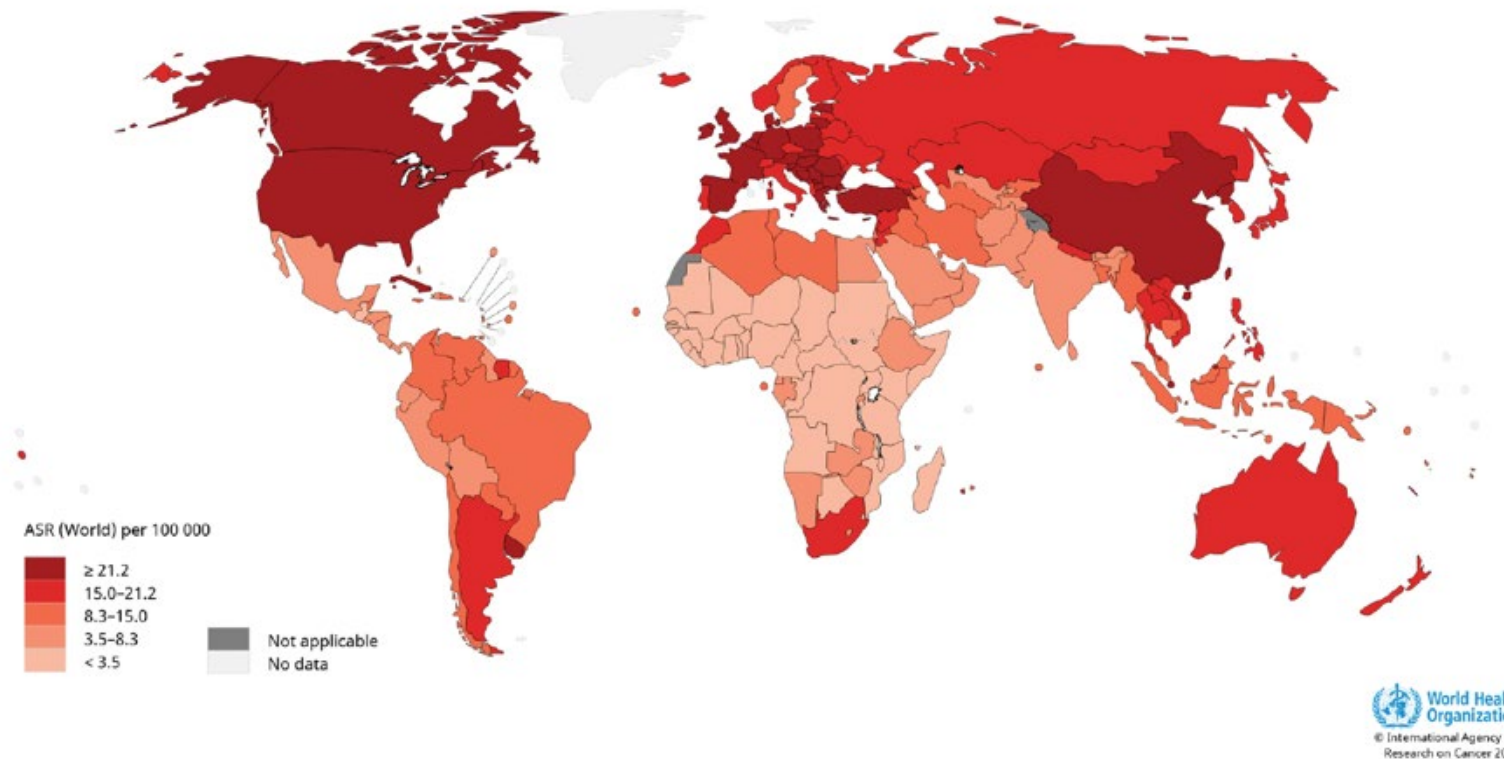 ASR (World) per 100 000
≥ 21.2
15.0–21.2
8.3–15.0
3.5–8.3
< 3.5
Not applicable
No data
World Heal
Organizatio
© International Agency
Research on Cancer 20